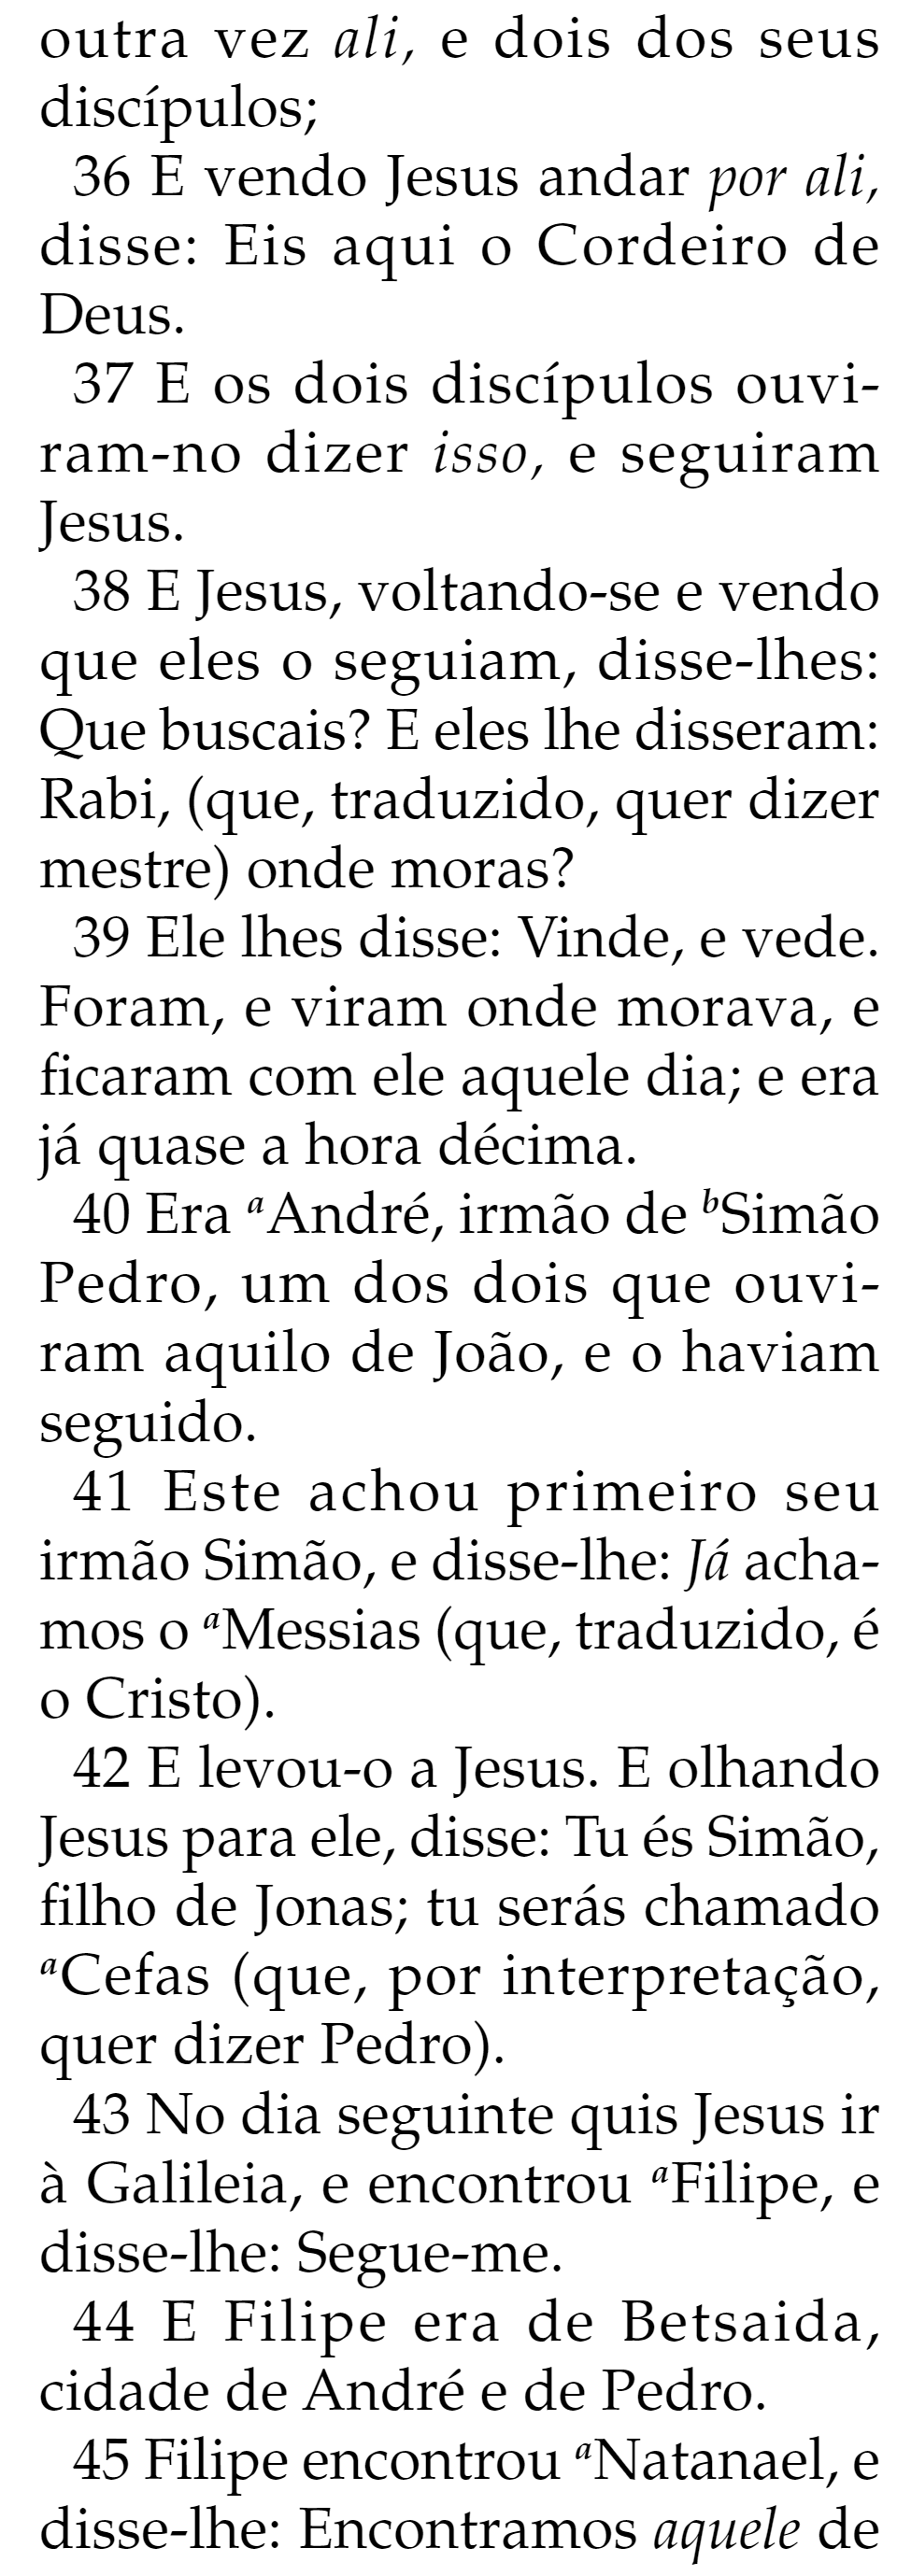 outra vez ali, e dois dos seus
discípulos;
36 E vendo Jesus andar por ali,
disse: Eis aqui o Cordeiro de
Deus.
37 E os dois discípulos ouvi-
ram-no dizer isso, e seguiram
Jesus.
38 E Jesus, voltando-se e vendo
que eles o seguiam, disse-lhes:
Que buscais? E eles lhe disseram:
Rabi, (que, traduzido, quer dizer
mestre) onde moras?
39 Ele lhes disse: Vinde, e vede.
Foram, e viram onde morava, e
ficaram com ele aquele dia; e era
já quase a hora décima.
40 Era aAndré, irmão de bSimão
Pedro, um dos dois que ouvi-
ram aquilo de João, e o haviam
seguido.
41 Este achou primeiro seu
irmão Simão, e disse-lhe: Já acha-
mos o aMessias (que, traduzido, é
o Cristo).
42 E levou-o a Jesus. E olhando
Jesus para ele, disse: Tu és Simão,
filho de Jonas; tu serás chamado
aCefas (que, por interpretação,
quer dizer Pedro).
43 No dia seguinte quis Jesus ir
à Galileia, e encontrou aFilipe, e
disse-lhe: Segue-me.
44 E Filipe era de Betsaida,
cidade de André e de Pedro.
45 Filipe encontrou aNatanael, e
disse-lhe: Encontramos aquele de